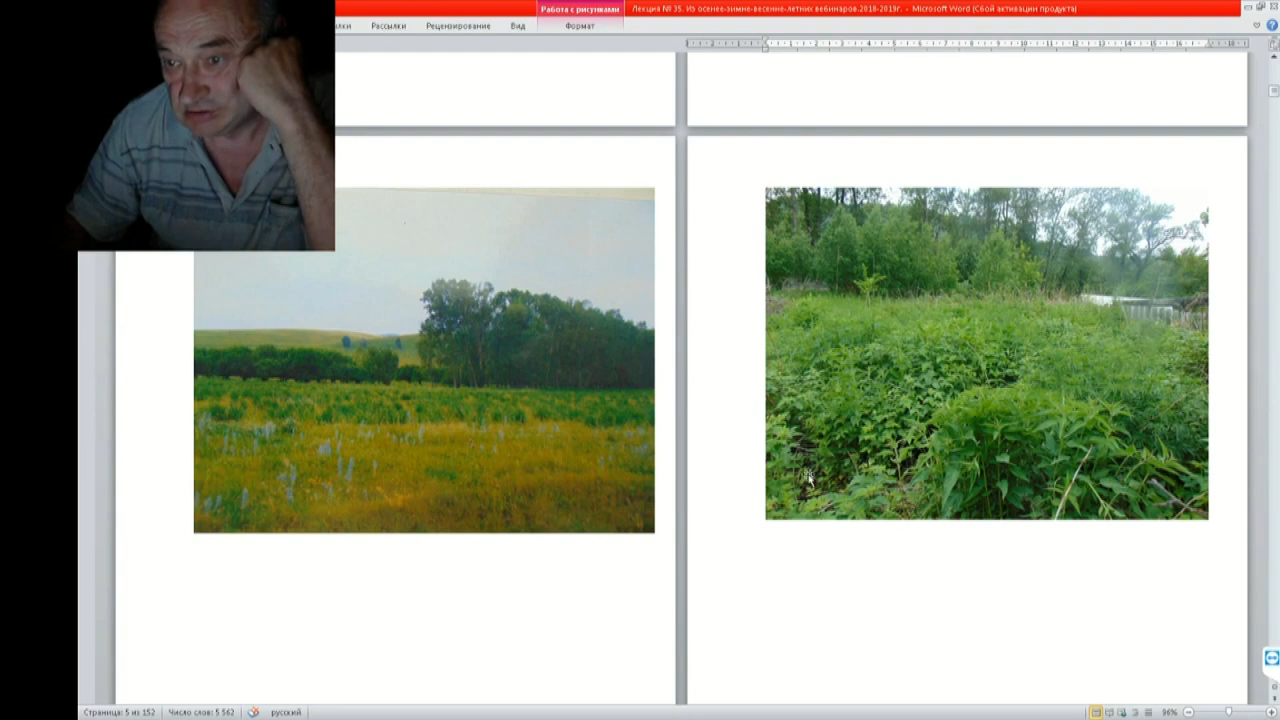 Работа с рисунками
Лекция № 35. Из осенее-зимне-весенне-летних вебинаров.2018-2019г. - Microsoft Word (Сбой активации продукта)
Рассылки Рецензирование Вид Формат
Страница: 5 из 152 Число слов: 5 562 русский 96%